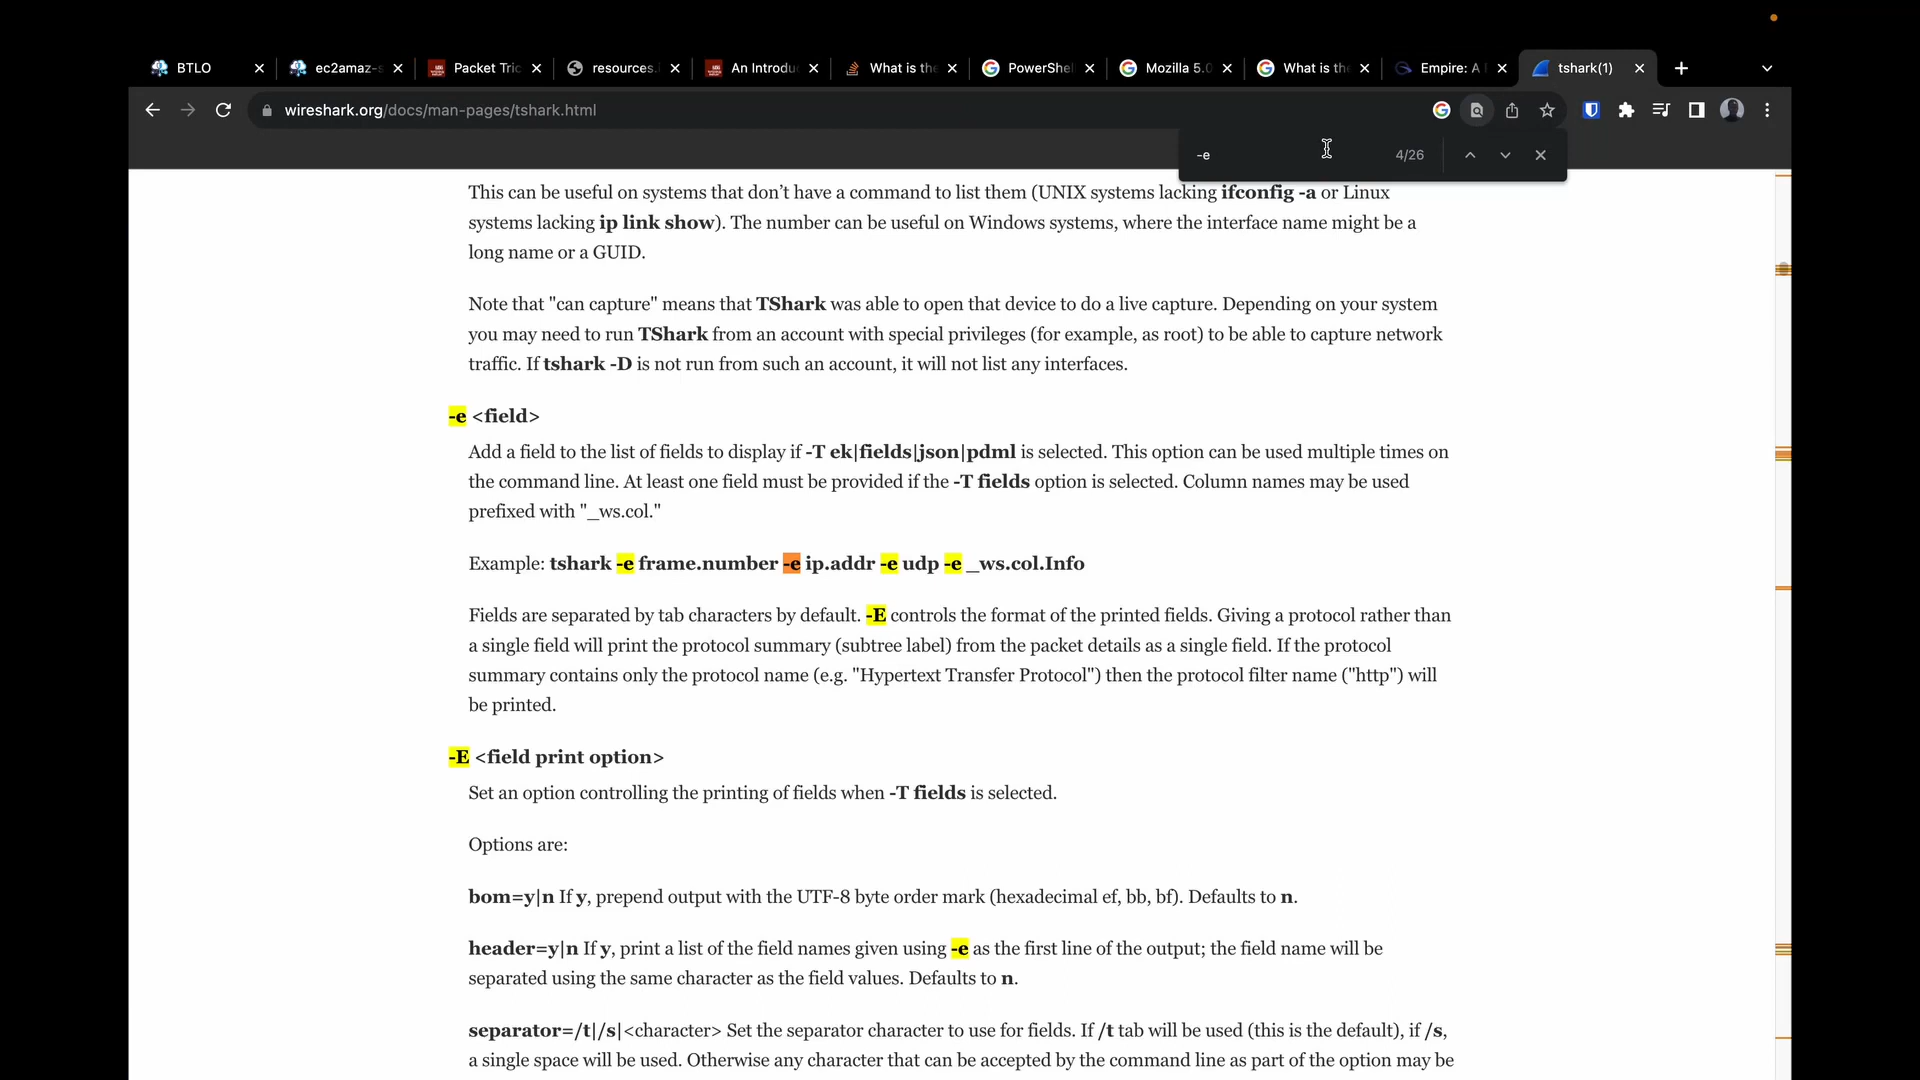 BTLO
ec2amaz-s
Packet Tric
resources.
An Introdu
What is the
PowerShel
Mozilla 5.0
What is the
Empire: A
tshark(1)
wireshark.org/docs/man-pages/tshark.html
-e 4/26
This can be useful on systems that don’t have a command to list them (UNIX systems lacking ifconfig -a or Linux
systems lacking ip link show). The number can be useful on Windows systems, where the interface name might be a
long name or a GUID.
Note that "can capture" means that TShark was able to open that device to do a live capture. Depending on your system
you may need to run TShark from an account with special privileges (for example, as root) to be able to capture network
traffic. If tshark -D is not run from such an account, it will not list any interfaces.
-e <field>
Add a field to the list of fields to display if -T ek|fields|json|pdml is selected. This option can be used multiple times on
the command line. At least one field must be provided if the -T fields option is selected. Column names may be used
prefixed with "_ws.col."
Example: tshark -e frame.number -e ip.addr -e udp -e _ws.col.Info
Fields are separated by tab characters by default. -E controls the format of the printed fields. Giving a protocol rather than
a single field will print the protocol summary (subtree label) from the packet details as a single field. If the protocol
summary contains only the protocol name (e.g. "Hypertext Transfer Protocol") then the protocol filter name ("http") will
be printed.
-E <field print option>
Set an option controlling the printing of fields when -T fields is selected.
Options are:
bom=y|n If y, prepend output with the UTF-8 byte order mark (hexadecimal ef, bb, bf). Defaults to n.
header=y|n If y, print a list of the field names given using -e as the first line of the output; the field name will be
separated using the same character as the field values. Defaults to n.
separator=/t|/s|<character> Set the separator character to use for fields. If /t tab will be used (this is the default), if /s,
a single space will be used. Otherwise any character that can be accepted by the command line as part of the option may be